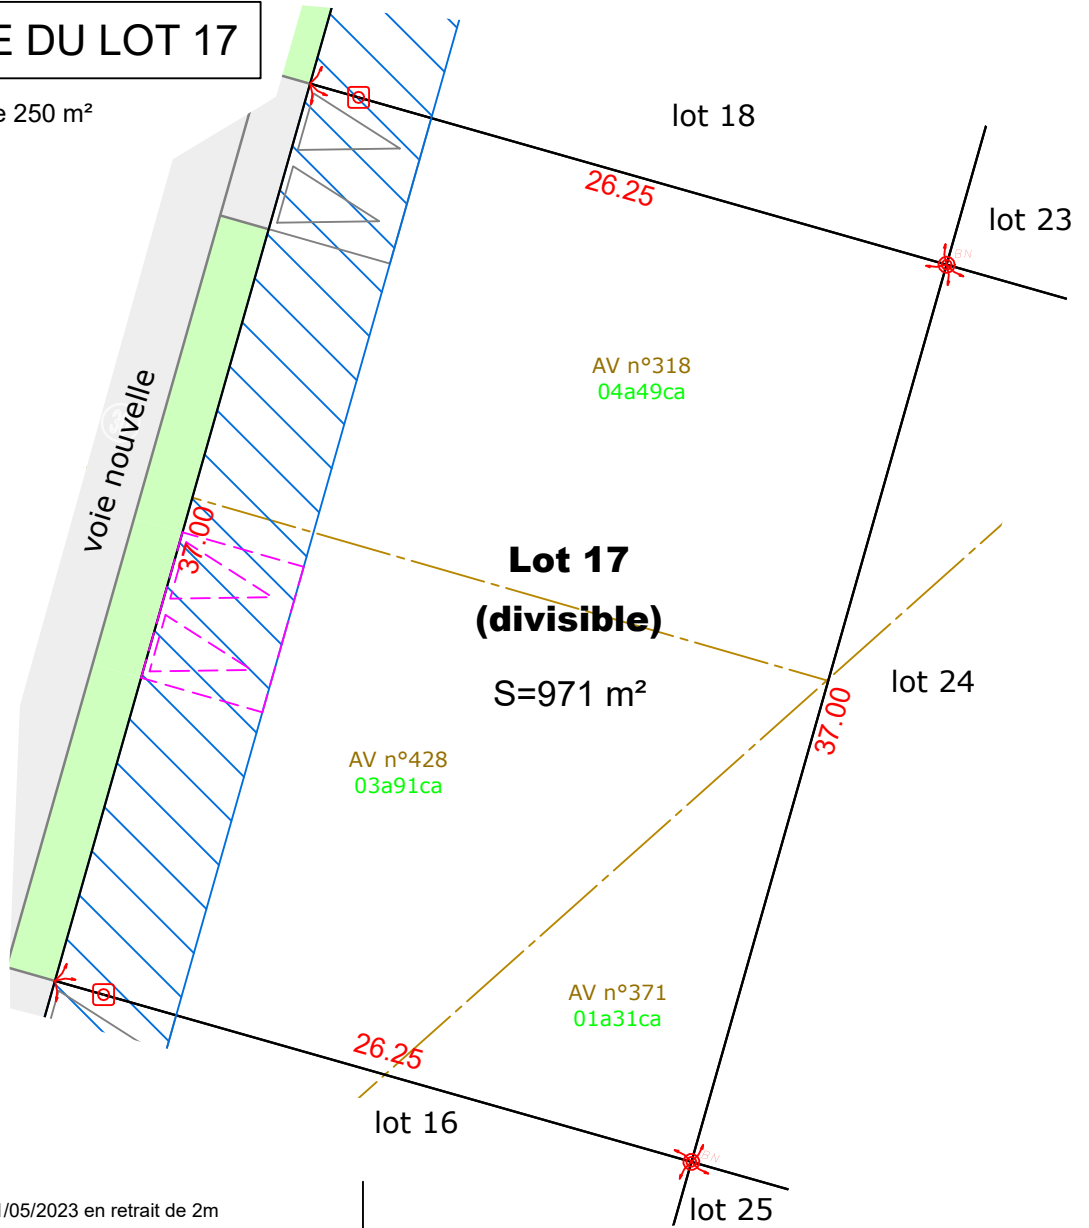 E DU LOT 17
e 250 m²
lot 18
26.25
lot 23
BN
AV n°318
04a49ca
voie nouvelle
37.00
Lot 17
(divisible)
S=971 m²
lot 24
37.00
AV n°428
03a91ca
AV n°371
01a31ca
26.25
lot 16
BN
lot 25
/05/2023 en retrait de 2m